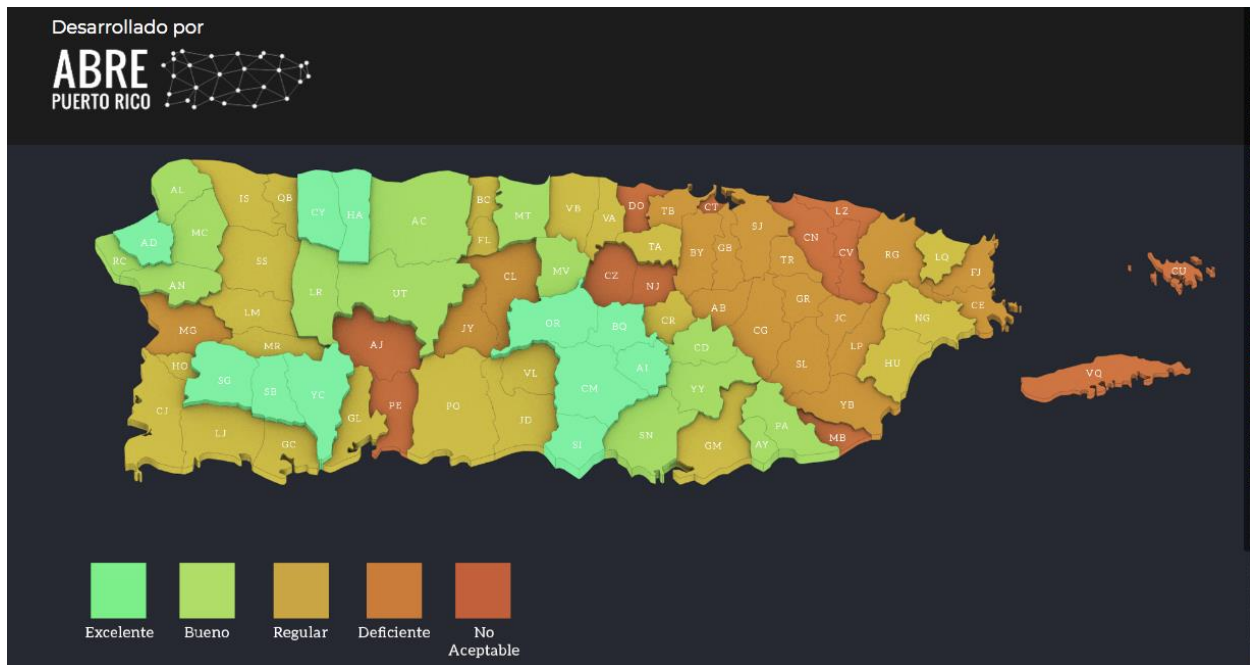 Desarrollado por
ABRE
PUERTO RICO
AL
IS
QB
CY
HA
AC
BC
MT
VB
VA
DO
TB
CT
SJ
LZ
AD
MC
FL
TA
BY
GB
TR
CN
CV
RG
LQ
FJ
RC
SS
AN
LR
UT
CL
MV
CZ
NJ
CU
MG
LM
MR
AJ
JY
OR
BQ
CR
AB
CG
GR
JC
LP
NG
CE
HO
SG
SB
YC
CD
AI
VL
CM
YY
SL
HU
VQ
CJ
LJ
GC
GL
PE
PO
JD
SI
SN
GM
PA
AY
YB
MB
Excelente
Bueno
Regular
Deficiente
No
Aceptable